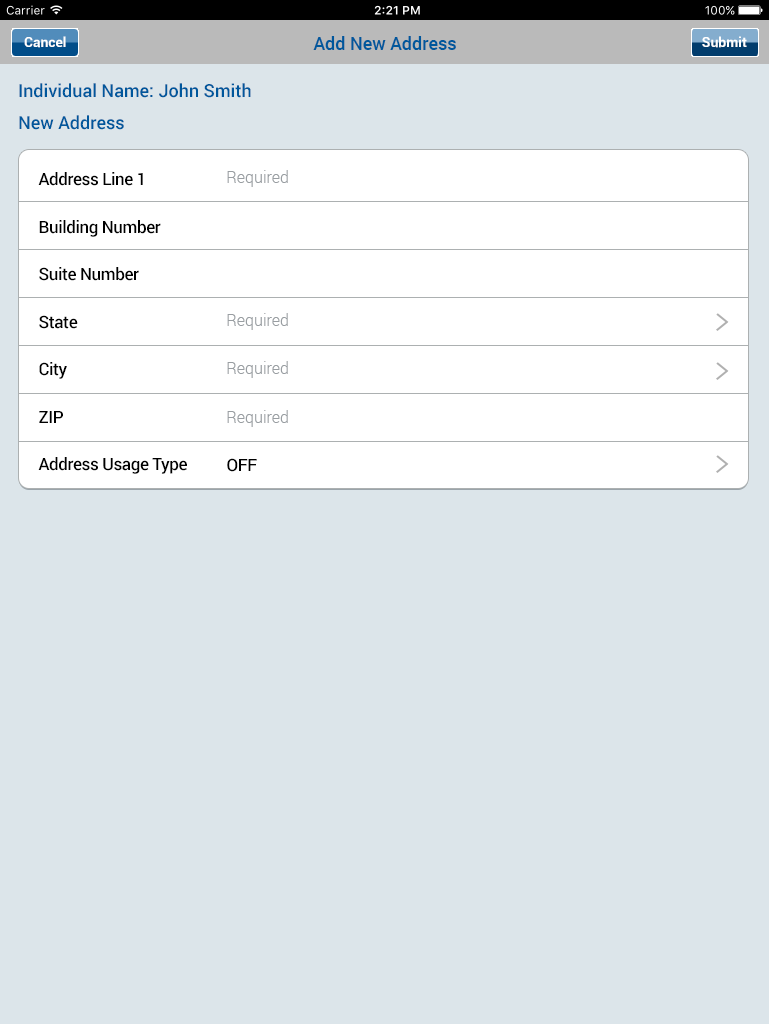 Carrier 2:21 PM 100%
Cancel Add New Address Submit
Individual Name: John Smith
New Address
Address Line 1 Required
Building Number
Suite Number
State Required
City Required
ZIP Required
Address Usage Type OFF